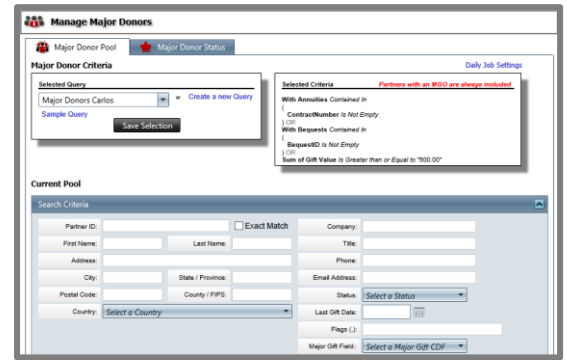 Manage Major Donors
Major Donor Pool
Major Donor Status
Major Donor Criteria
Daily Job Settings
Selected Query
Major Donors Carlos
or Create a new Query
Sample Query
Save Selection
Selected Criteria
Partners with an MGO are always included
With Annuities Contained In
(
ContractNumber Is Not Empty
) OR
With Bequests Contained In
(
BequestID Is Not Empty
) OR
Sum of Gift Value Is Greater than or Equal to "500.00"
Current Pool
Search Criteria
Partner ID:
Exact Match
Company:
First Name:
Last Name:
Title:
Address:
Phone:
City:
State / Province:
Email Address:
Postal Code:
County / FIPS:
Status: Select a Status
Country: Select a Country
Last Gift Date:
Flags (,):
Major Gift Field: Select a Major Gift CDF